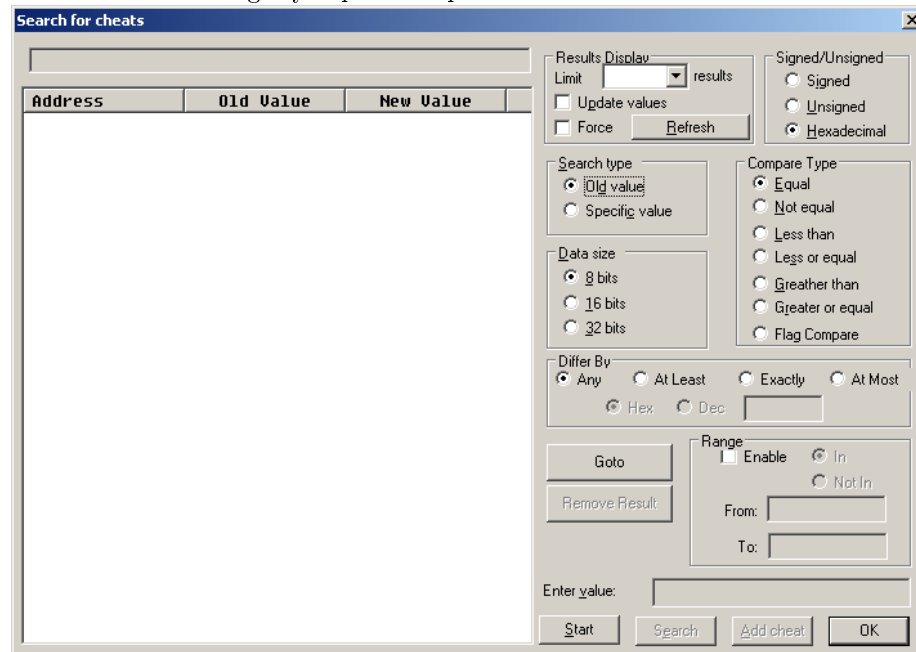 Search for cheats
Results Display
Limit results
Update values
Force Refresh
Signed/Unsigned
Signed
Unsigned
Hexadecimal
Address Old Value New Value
Search type
Old value
Specific value
Compare Type
Equal
Not equal
Less than
Less or equal
Greather than
Greater or equal
Flag Compare
Data size
8 bits
16 bits
32 bits
Differ By
Any At Least Exactly At Most
Hex Dec
Goto
Remove Result
Range
Enable In
Not In
From:
To:
Enter value:
Start Search Add cheat OK